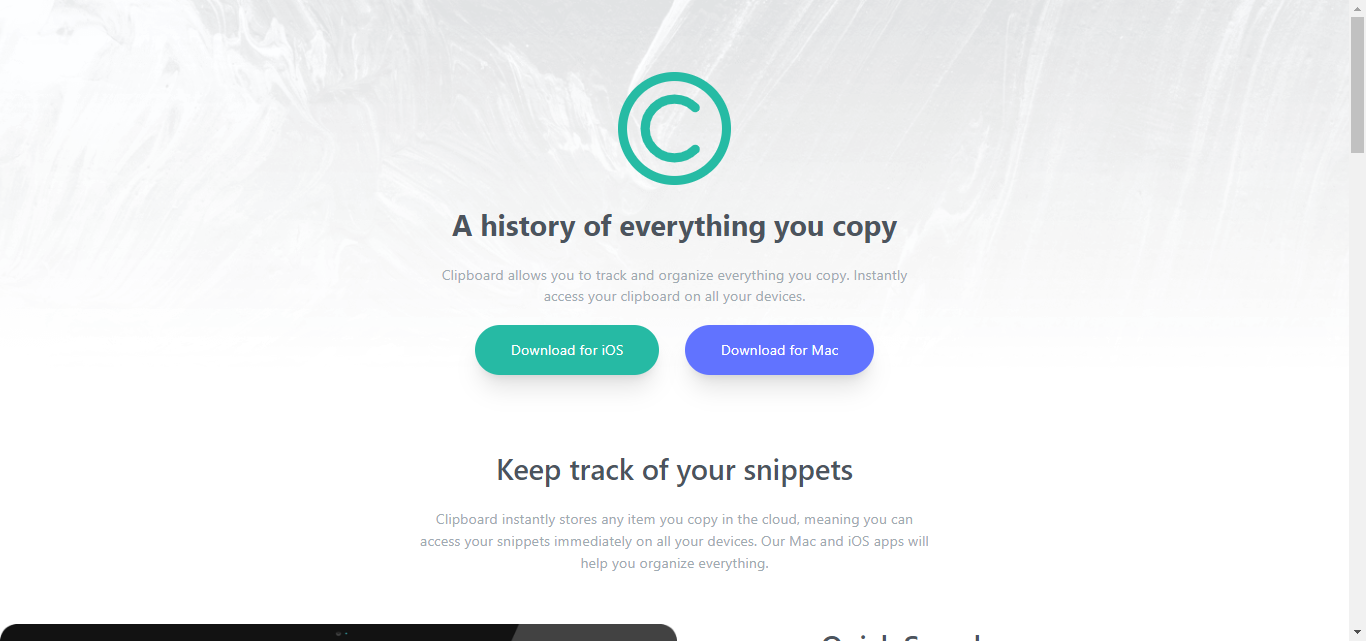 A history of everything you copy
Clipboard allows you to track and organize everything you copy. Instantly
access your clipboard on all your devices.
Download for iOS
Download for Mac
Keep track of your snippets
Clipboard instantly stores any item you copy in the cloud, meaning you can
access your snippets immediately on all your devices. Our Mac and iOS apps will
help you organize everything.
Quick Search